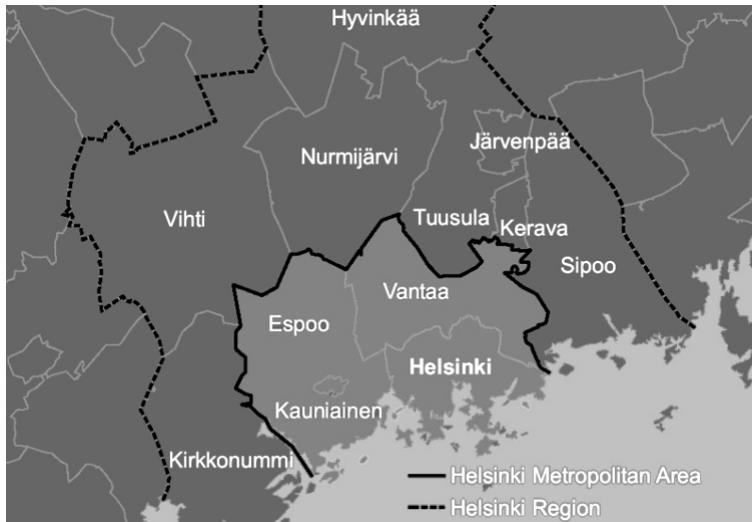 Hyvinkää
Järvenpää
Nurmijärvi
Vihti
Tuusula
Kerava
Sipoo
Vantaa
Espoo
Helsinki
Kauniainen
Kirkkonummi
Helsinki Metropolitan Area
Helsinki Region